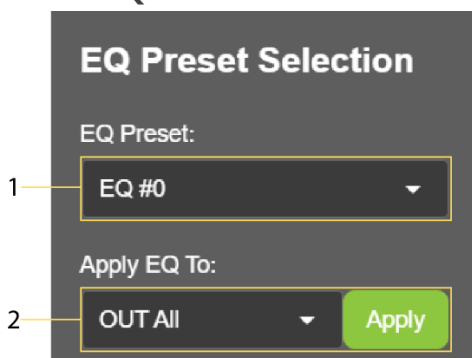 EQ Preset Selection
EQ Preset:
1 EQ #0
Apply EQ To:
2 OUT All Apply